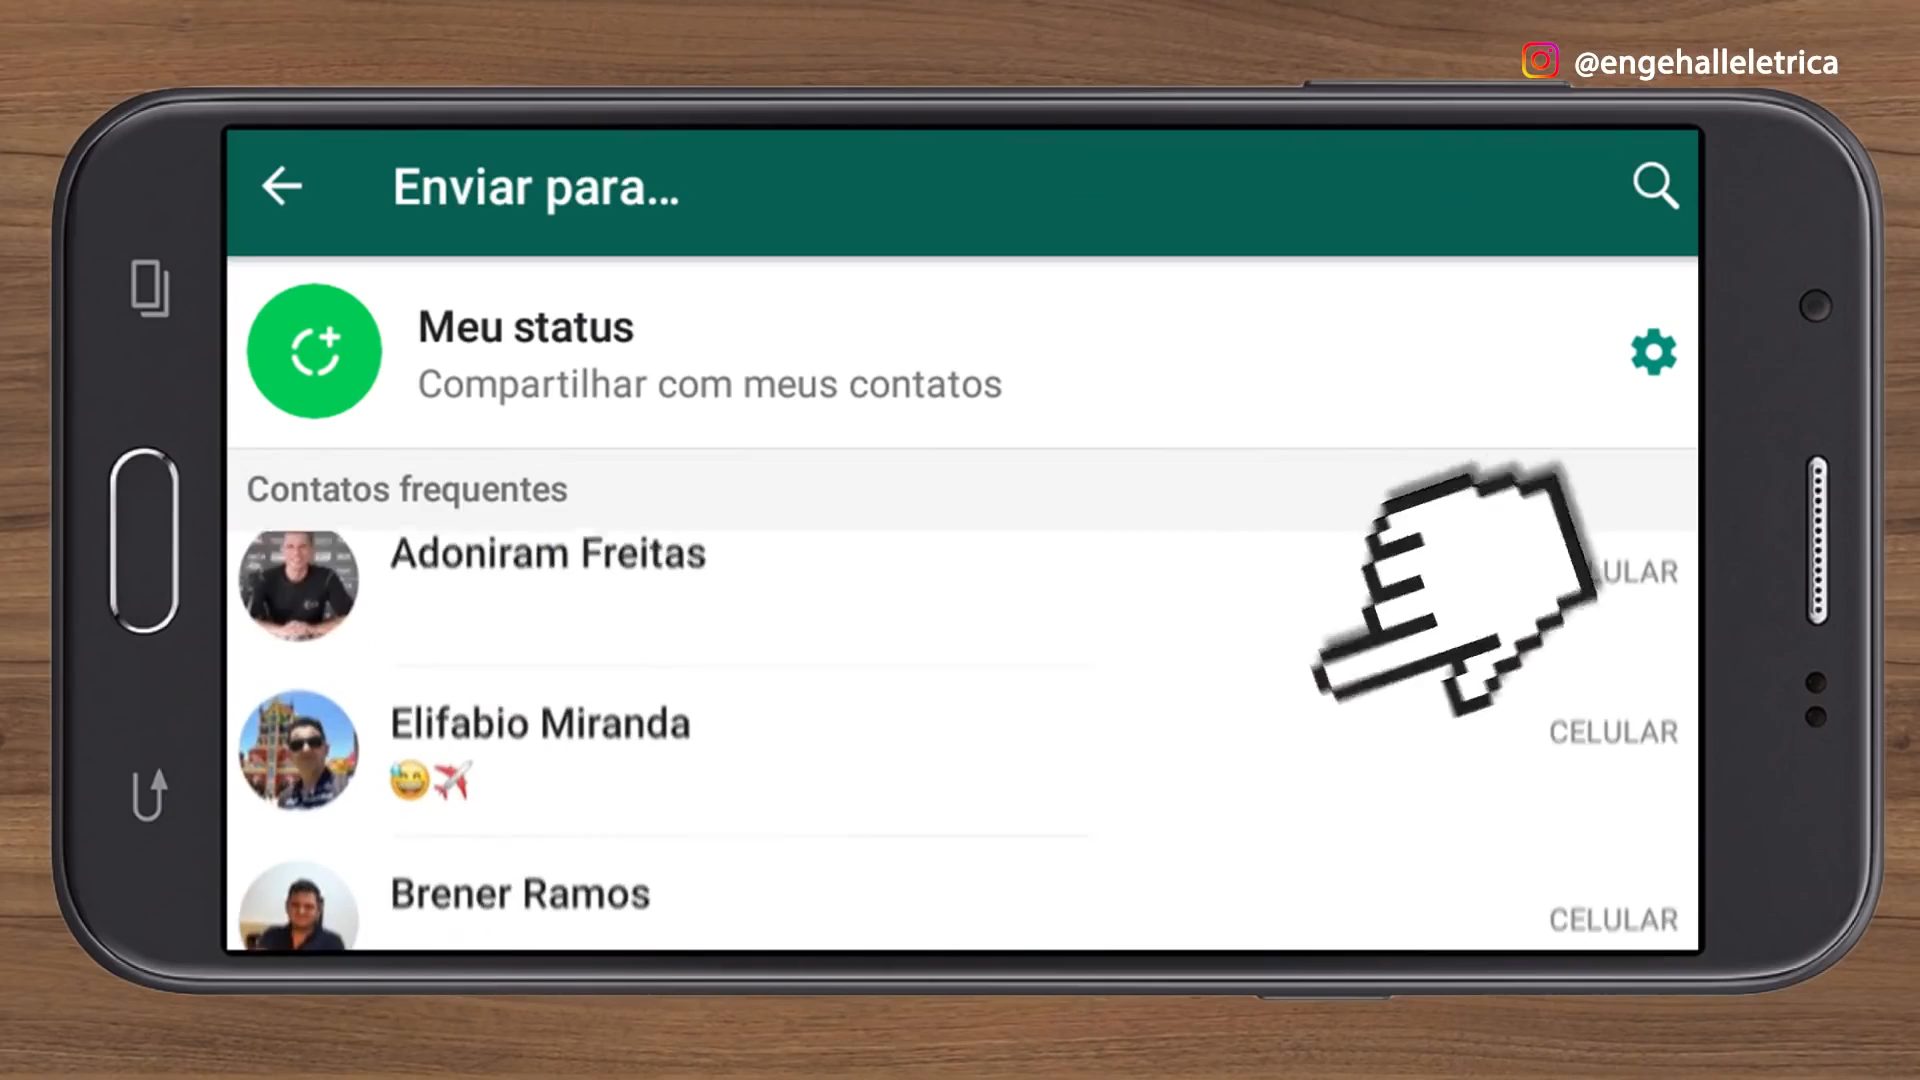 @engehalleletrica
Enviar para...
Meu status
Compartilhar com meus contatos
Contatos frequentes
Adoniram Freitas
ULAR
Elifabio Miranda
CELULAR
Brener Ramos
CELULAR